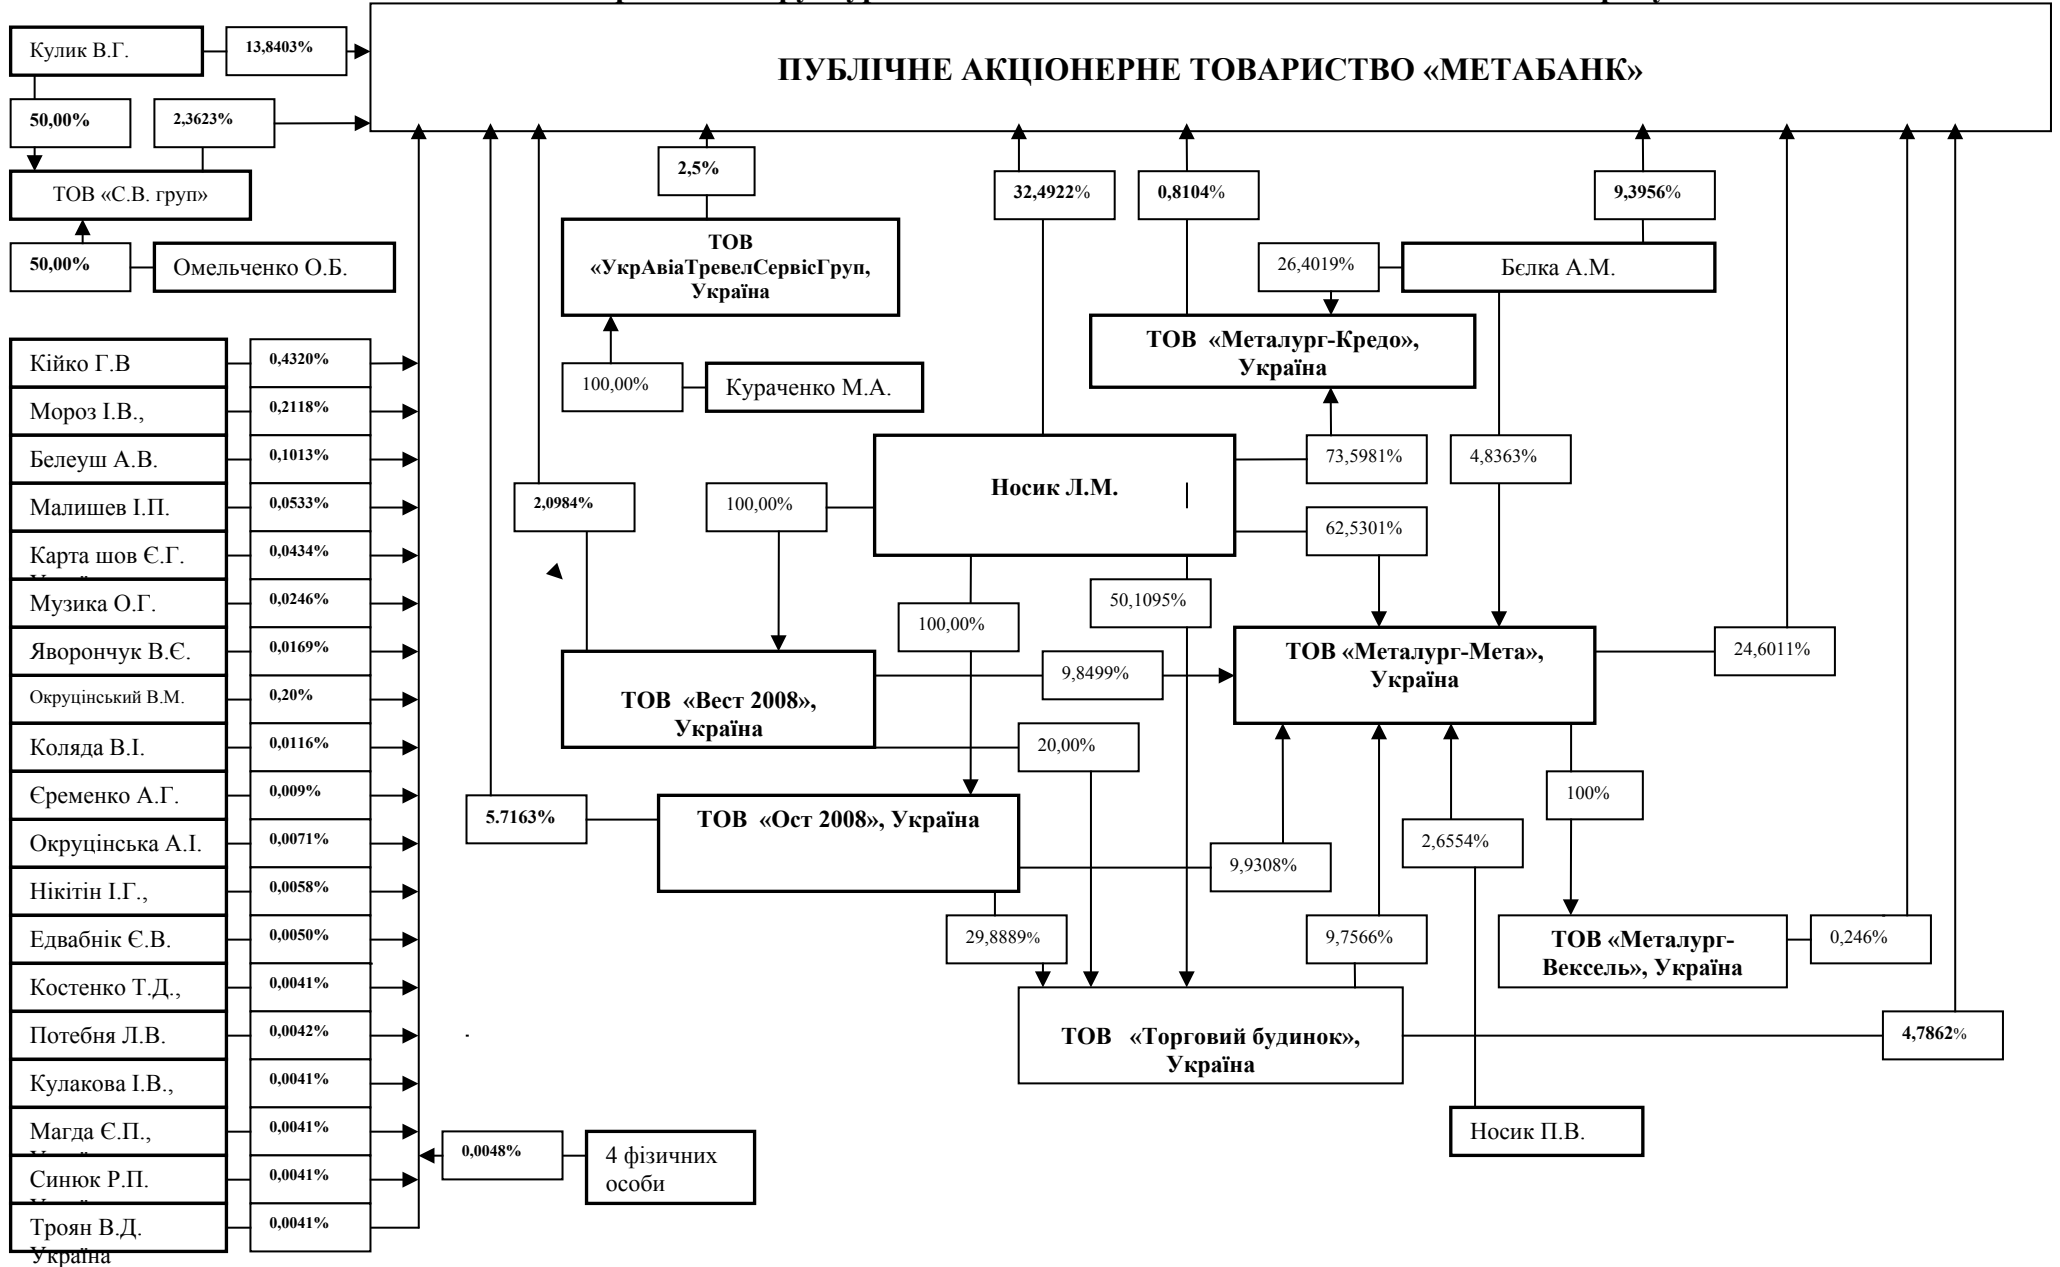 Кулик В.Г.
13,8403%
ПУБЛІЧНЕ АКЦІОНЕРНЕ ТОВАРИСТВО «МЕТАБАНК»
50,00%
2,3623%
ТОВ «С.В. груп»
50,00%
Омельченко О.Б.
2,5%
ТОВ
«УкрАвіаТревелСервісГруп,
Україна
100,00%
Кураченко М.А.
32,4922%
0,8104%
9,3956%
26,4019%
Бєлка А.М.
ТОВ «Металург-Кредо»,
Україна
Кійко Г.В
0,4320%
Мороз І.В.,
0,2118%
Белеуш А.В.
0,1013%
Малишев І.П.
0,0533%
Карта шов Є.Г.
0,0434%
Музика О.Г.
0,0246%
Яворончук В.Є.
0,0169%
Окруцінський В.М.
0,20%
Коляда В.І.
0,0116%
Єременко А.Г.
0,009%
Окруцінська А.І.
0,0071%
Нікітін І.Г.,
0,0058%
Едвабнік Є.В.
0,0050%
Костенко Т.Д.,
0,0041%
Потебня Л.В.
0,0042%
Кулакова І.В.,
0,0041%
Магда Є.П.,
0,0041%
Синюк Р.П.
0,0041%
Троян В.Д.
Україна
0,0041%
0,0048%
4 фізичних
особи
Носик Л.М.
73,5981%
4,8363%
2,0984%
100,00%
62,5301%
100,00%
50,1095%
ТОВ «Вест 2008»,
Україна
9,8499%
ТОВ «Металург-Мета»,
Україна
24,6011%
20,00%
5.7163%
ТОВ «Ост 2008», Україна
9,9308%
2,6554%
100%
29,8889%
9,7566%
ТОВ «Металург-
Вексель», Україна
0,246%
ТОВ «Торговий будинок»,
Україна
4,7862%
Носик П.В.